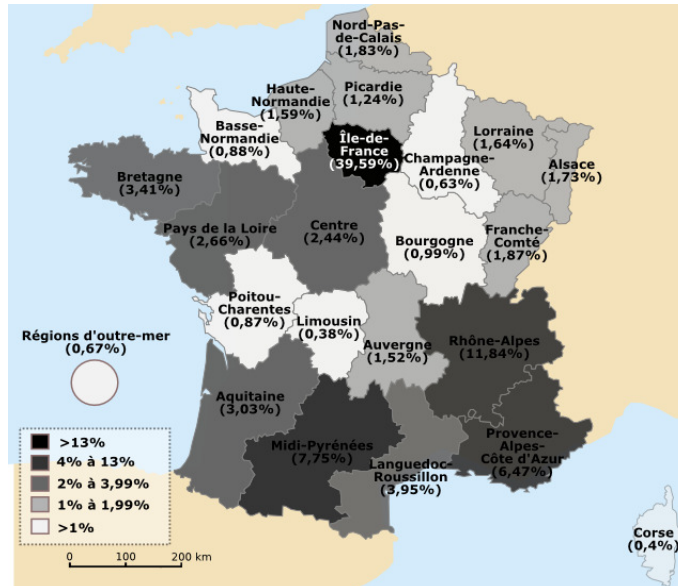 Nord-Pas-
de-Calais
(1,83%)
Haute-
Normandie
(1,59%)
Picardie
(1,24%)
Basse-
Normandie
(0,88%)
Île-de-
France
(39,59%)
Champagne-
Ardenne
(0,63%)
Lorraine
(1,64%)
Alsace
(1,73%)
Bretagne
(3,41%)
Pays de la Loire
(2,66%)
Centre
(2,44%)
Bourgogne
(0,99%)
Franche-
Comté
(1,87%)
Poitou-
Charentes
(0,87%)
Limousin
(0,38%)
Auvergne
(1,52%)
Rhône-Alpes
(11,84%)
Régions d'outre-mer
(0,67%)
Aquitaine
(3,03%)
Midi-Pyrénées
(7,75%)
Languedoc-
Roussillon
(3,95%)
Provence-
Alpes-
Côte d'Azur
(6,47%)
Corse
(0,4%)
>13%
4% à 13%
2% à 3,99%
1% à 1,99%
>1%
0 100 200 km